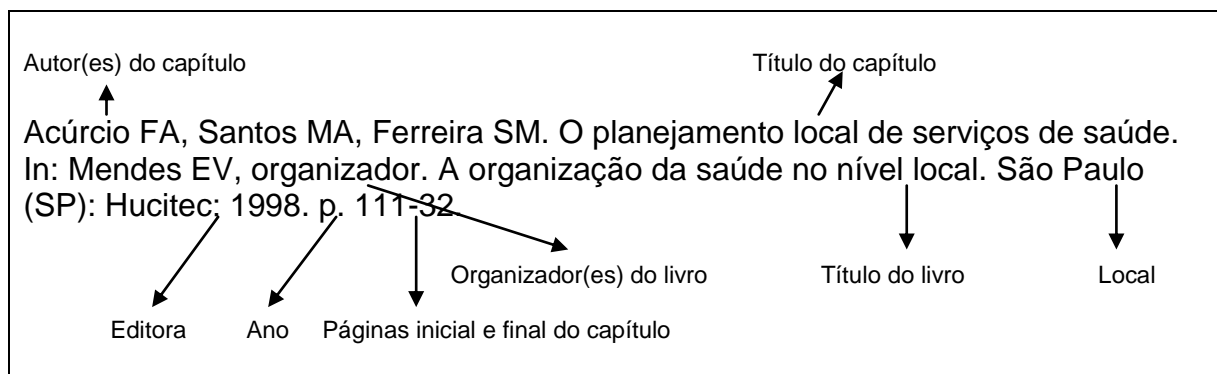 Autor(es) do capítulo Título do capítulo
Acúrcio FA, Santos MA, Ferreira SM. O planejamento local de serviços de saúde.
In: Mendes EV, organizador. A organização da saúde no nível local. São Paulo
(SP): Hucitec; 1998. p. 111-32.
Organizador(es) do livro Título do livro Local
Editora Ano Páginas inicial e final do capítulo